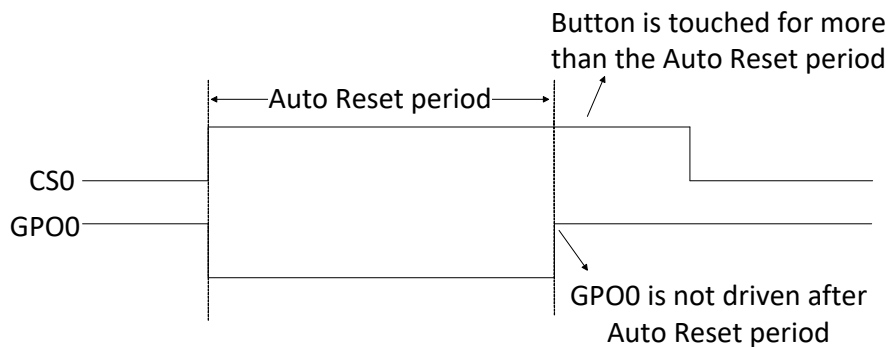 Button is touched for more
than the Auto Reset period
Auto Reset period
CS0
GPO0
GPO0 is not driven after
Auto Reset period